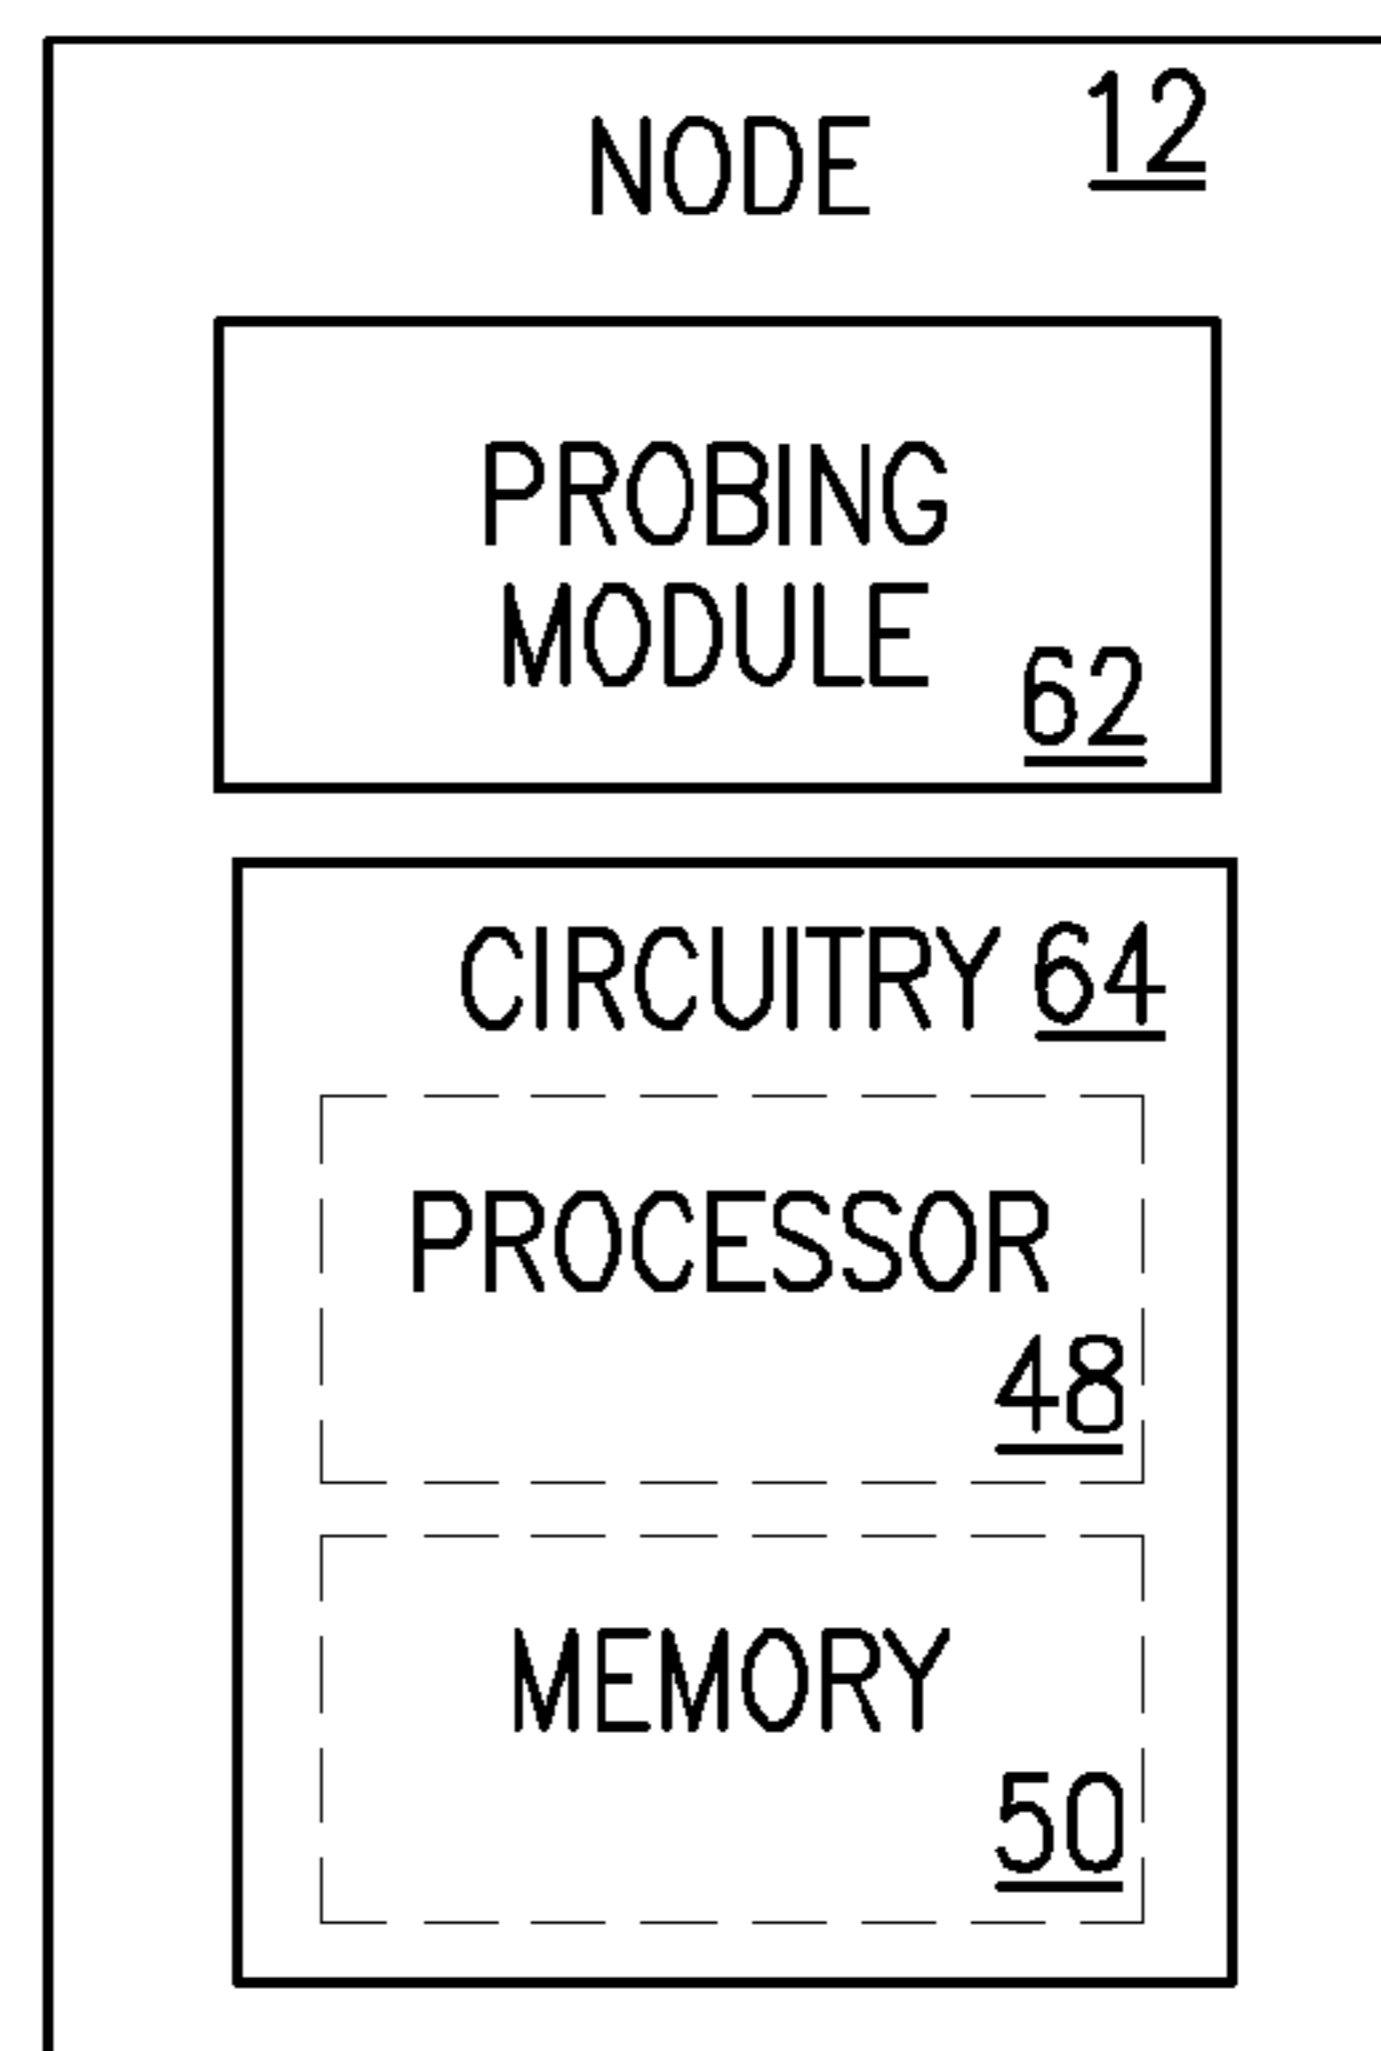 NODE 12
PROBING
MODULE
62
CIRCUITRY 64
PROCESSOR
48
MEMORY
50